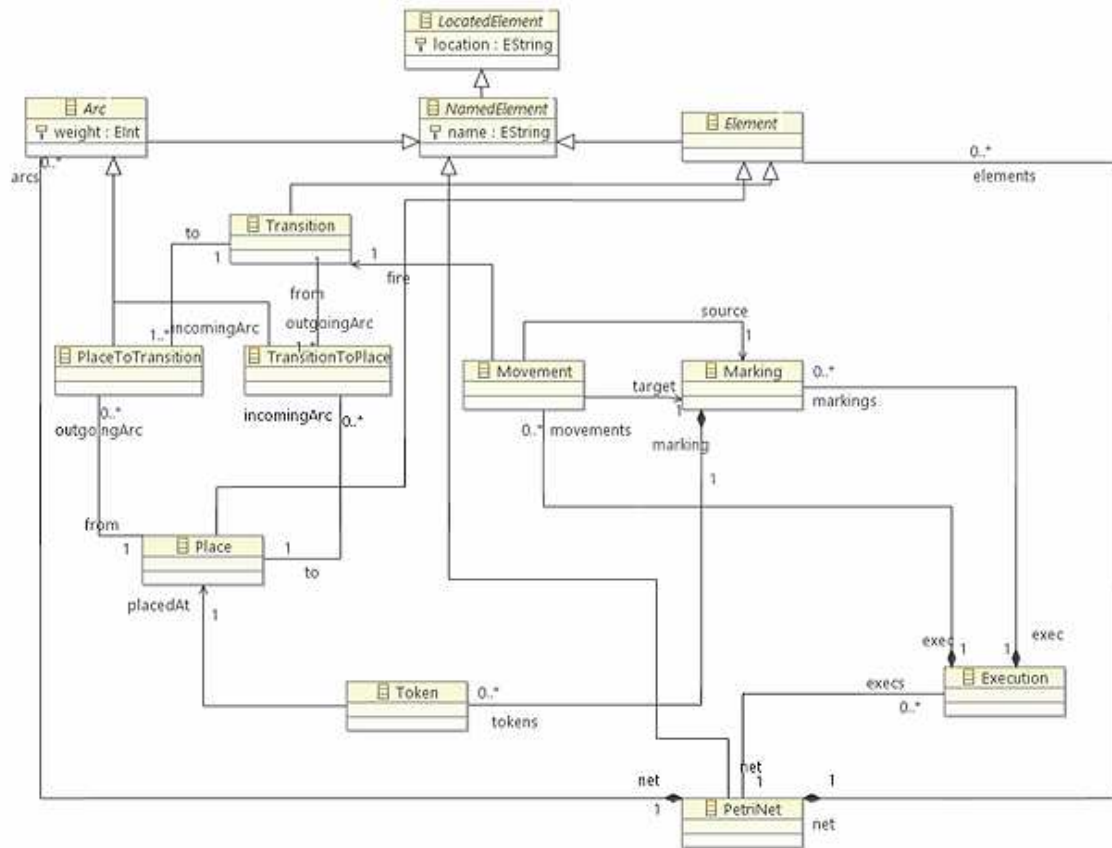 LocatedElement
location : EString
Arc
weight : EInt
NamedElement
name : EString
Element
0..*
arcs
0..*
elements
Transition
to
1
1
fire
from
source
1..*
incomingArc
outgoingArc
1..*
1
PlaceToTransition
TransitionToPlace
Movement
Marking
0..*
target
1
markings
0..*
outgoingArc
incomingArc
0..*
0..*
movements
marking
1
from
1
Place
1
to
placedAt
1
exec
1
1
exec
Token
0..*
tokens
execs
0..*
Execution
net
1
net
1
1
net
PetriNet